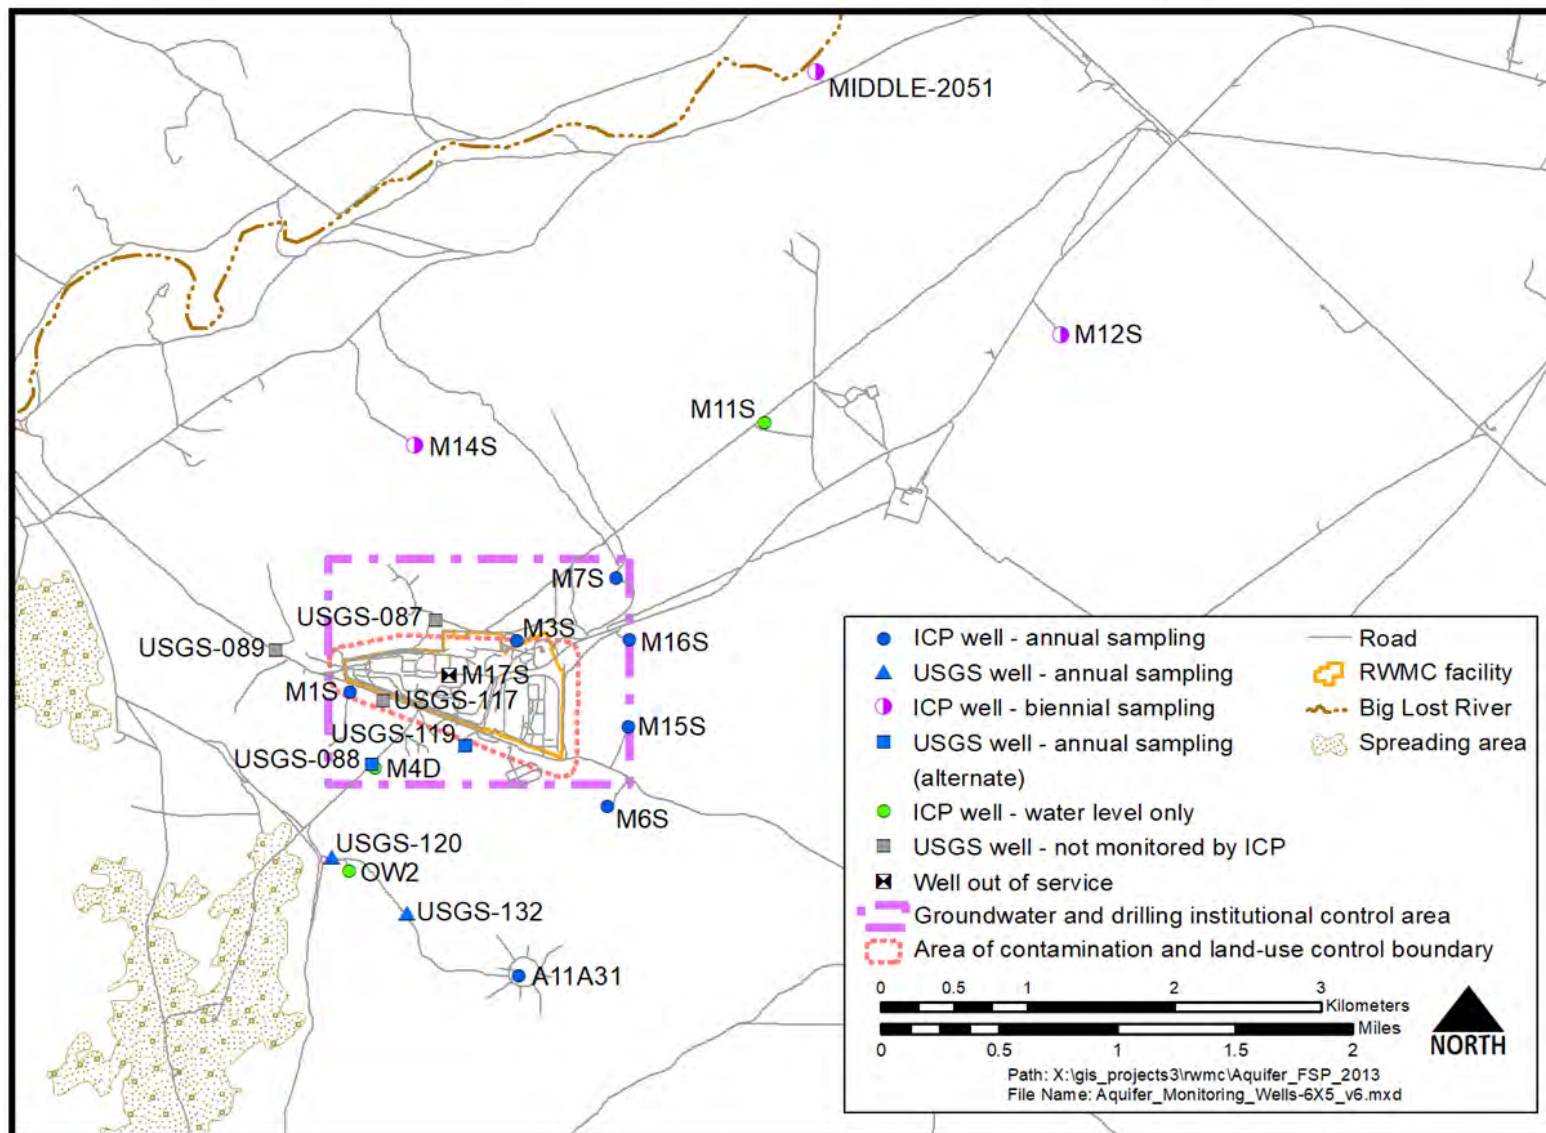 MIDDLE-2051
M12S
M11S
M14S
M7S
USGS-087
M3S
M16S
USGS-089
M17S
M1S
USGS-117
M15S
USGS-119
USGS-088
M4D
M6S
USGS-120
OW2
USGS-132
A11A31
ICP well - annual sampling
USGS well - annual sampling
ICP well - biennial sampling
USGS well - annual sampling
(alternate)
ICP well - water level only
USGS well - not monitored by ICP
Well out of service
Groundwater and drilling institutional control area
Area of contamination and land-use control boundary
Road
RWMC facility
Big Lost River
Spreading area
0 0.5 1 2 3
Kilometers
Miles
0 0.5 1 1.5 2
NORTH
Path: X:\gis_projects3\rwmc\Aquifer_FSP_2013
File Name: Aquifer_Monitoring_Wells-6X5_v6.mxd